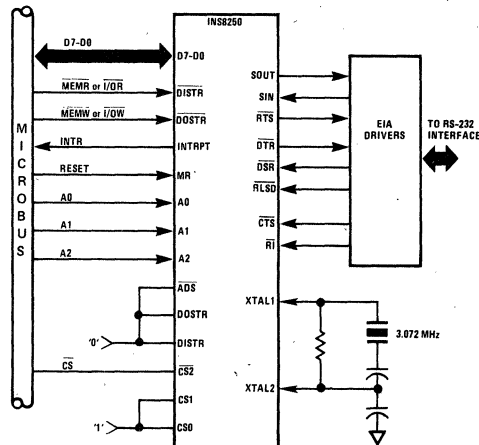 INS8250
D7-D0
D7-D0
MEMR or I/OR
DISTR
MEMW or I/OW
DOSTR
INTR
INTRPT
RESET
MR
A0
A0
A1
A1
A2
A2
ADS
DOSTR
'0'
DISTR
CS
CS2
CS1
'1'
CS0
MICROBUS
SOUT
SIN
RTS
DTR
DSR
RLSD
CTS
RI
EIA
DRIVERS
TO RS-232
INTERFACE
XTAL1
3.072 MHz
XTAL2